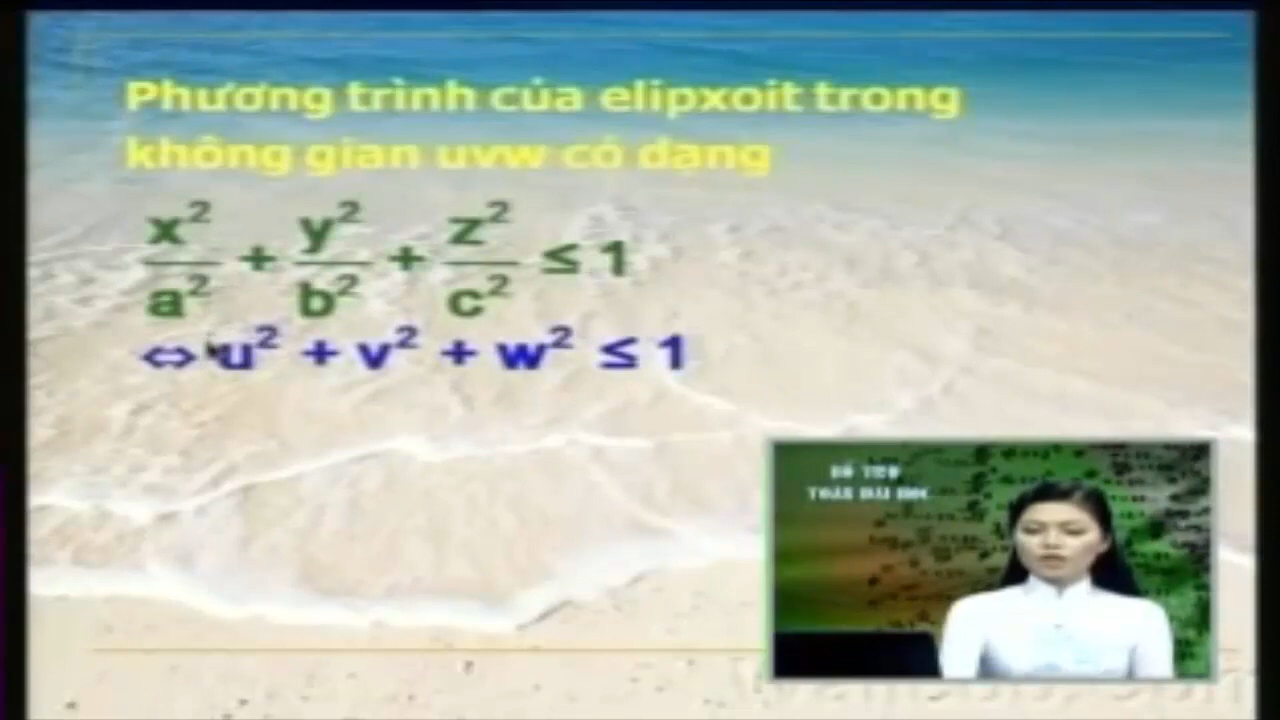 Phương trình của elipxoit trong
không gian uvw có dạng
x²/a² + y²/b² + z²/c² ≤ 1
⇔ u² + v² + w² ≤ 1